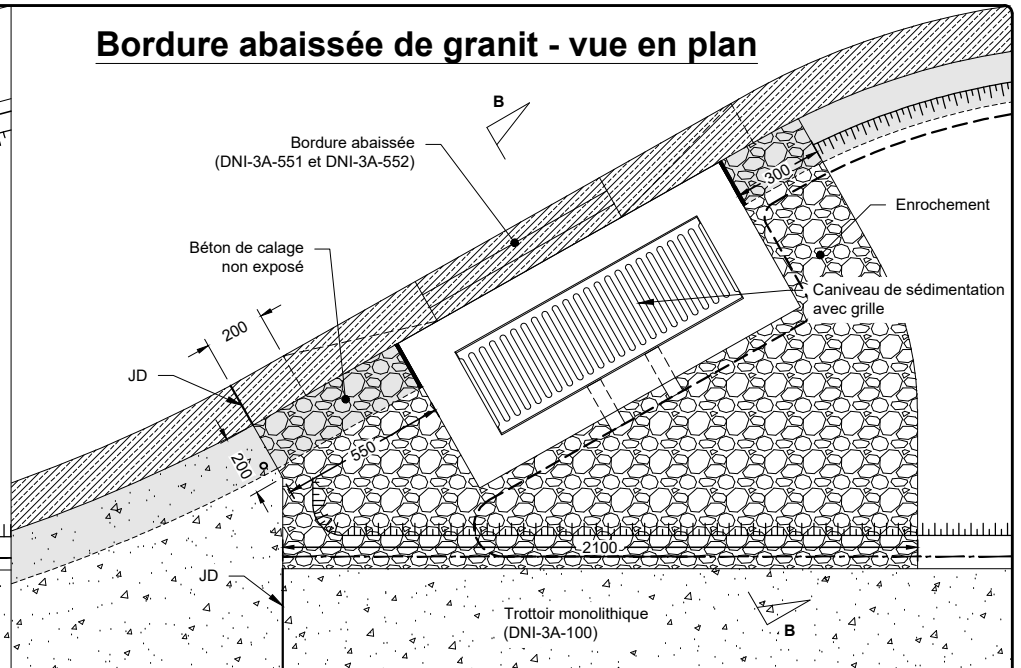 Bordure abaissée de granit - vue en plan
B
Bordure abaissée
(DNI-3A-551 et DNI-3A-552)
300
Enrochement
Béton de calage
non exposé
Caniveau de sédimentation
avec grille
200
JD
550
200
2100
JD
Trottoir monolithique
(DNI-3A-100)
B